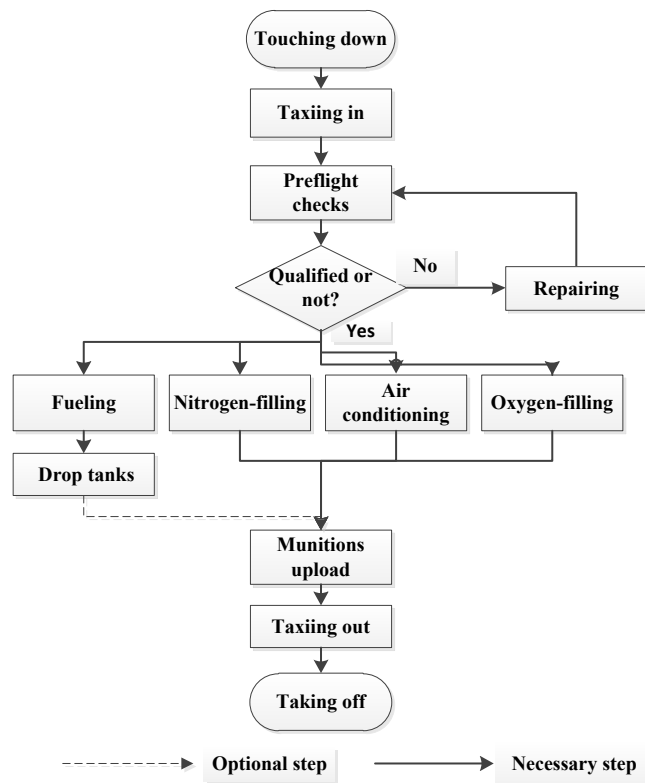 Touching down
Taxiing in
Preflight
checks
Qualified or
not?
No
Repairing
Yes
Fueling
Nitrogen-filling
Air
conditioning
Oxygen-filling
Drop tanks
Munitions
upload
Taxiing out
Taking off
Optional step
Necessary step